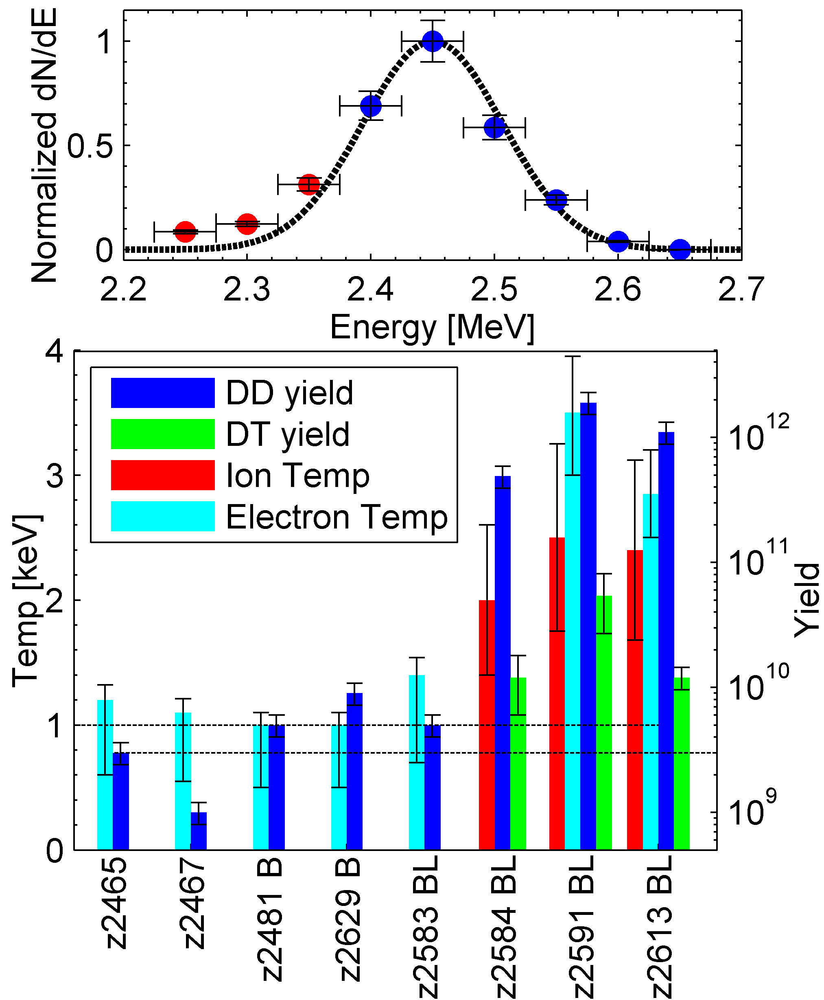 Normalized dN/dE
1
0.5
0
2.2 2.3 2.4 2.5 2.6 2.7
Energy [MeV]
Temp [keV]
4
3
2
1
0
DD yield
DT yield
Ion Temp
Electron Temp
10^12
10^11
10^10
10^9
Yield
z2465
z2467
z2481 B
z2629 B
z2583 BL
z2584 BL
z2591 BL
z2613 BL